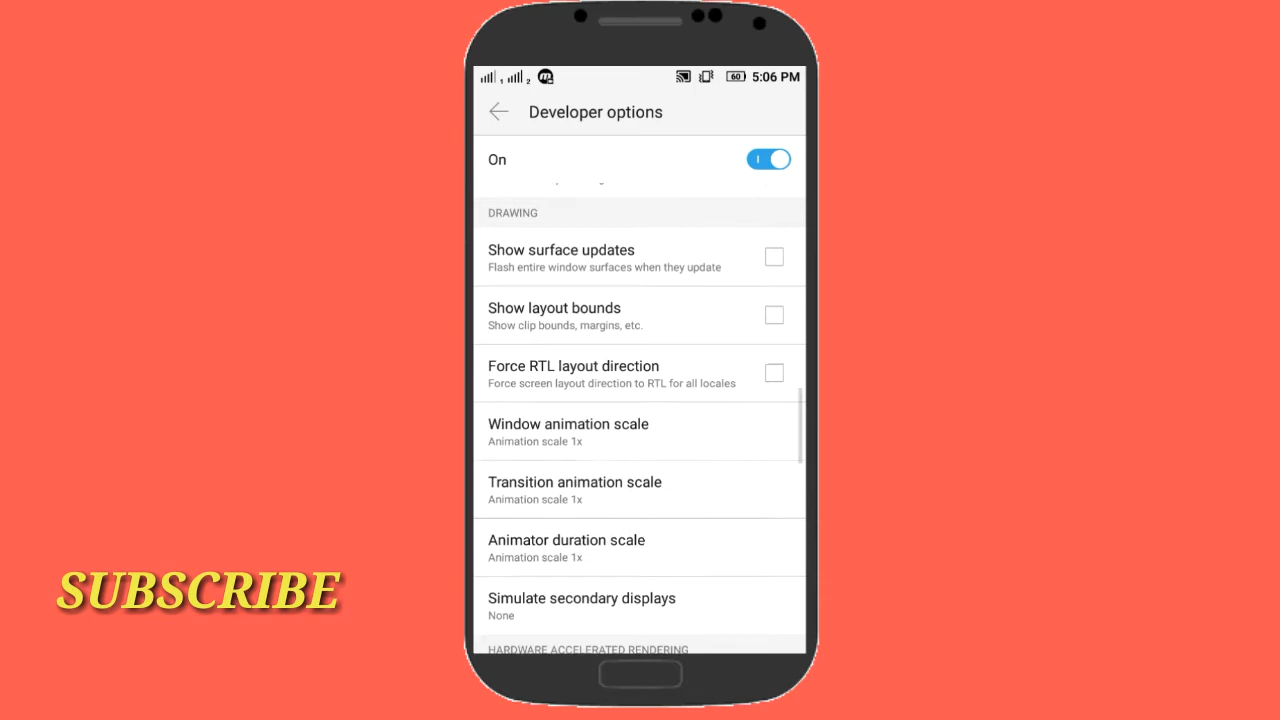 1 2 60 5:06 PM
Developer options
On
DRAWING
Show surface updates
Flash entire window surfaces when they update
Show layout bounds
Show clip bounds, margins, etc.
Force RTL layout direction
Force screen layout direction to RTL for all locales
Window animation scale
Animation scale 1x
Transition animation scale
Animation scale 1x
Animator duration scale
Animation scale 1x
Simulate secondary displays
None
HARDWARE ACCELERATED RENDERING
SUBSCRIBE